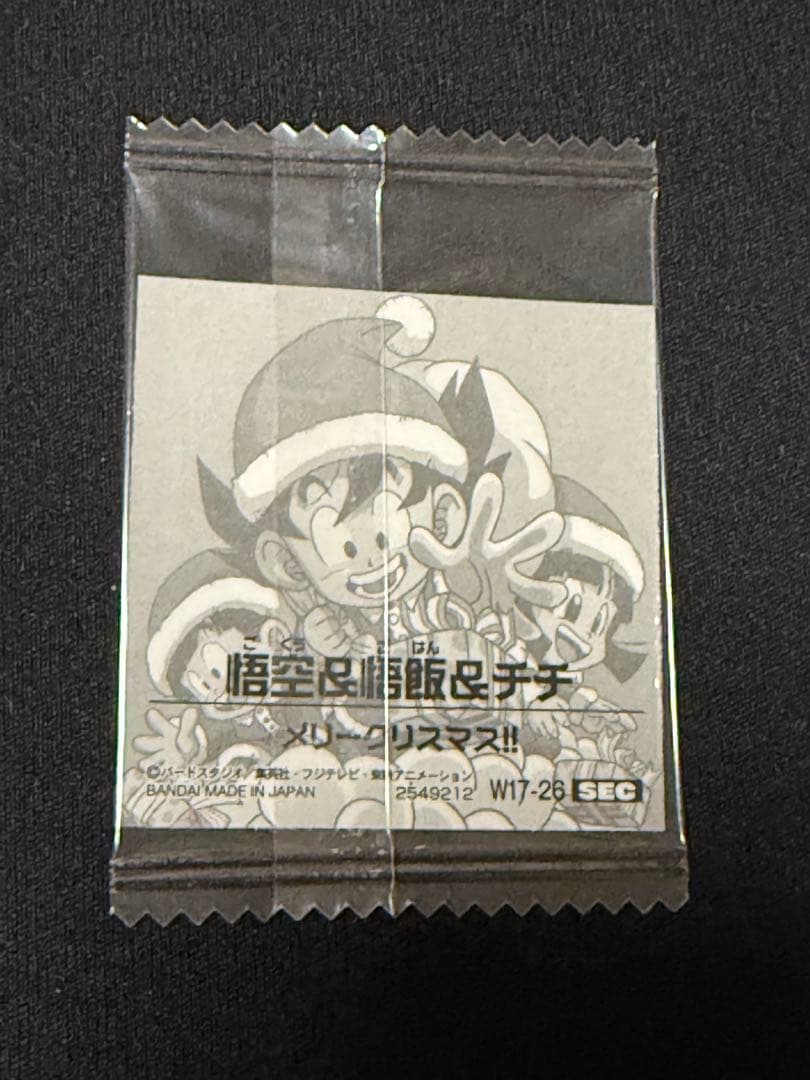 ごくう ごはん
悟空&悟飯&チチ
メリークリスマス!!
©バードスタジオ/集英社・フジテレビ・東映アニメーション
BANDAI MADE IN JAPAN 2549212 W17-26 SEC